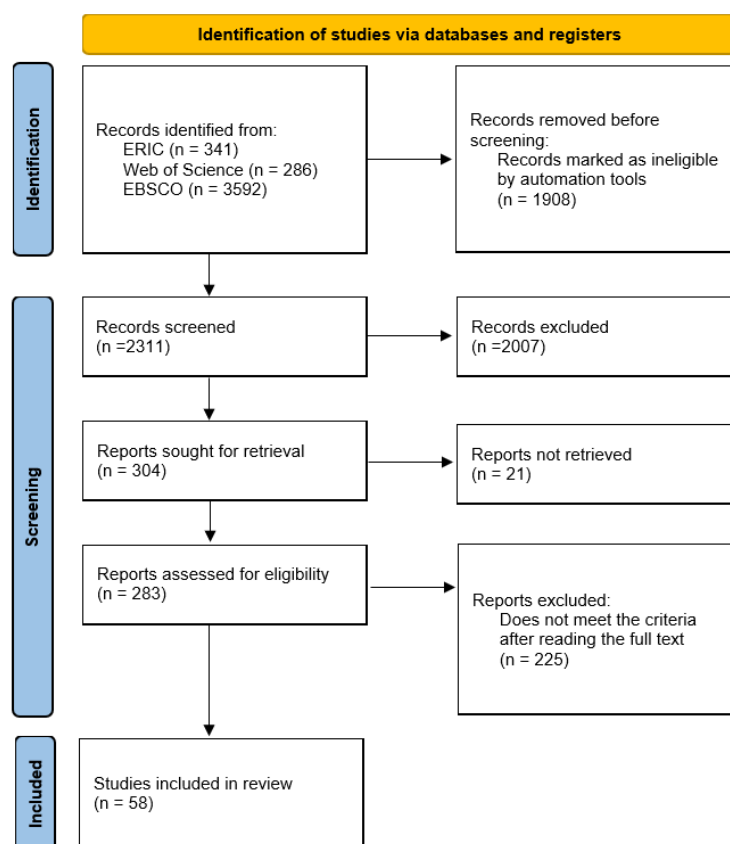 Identification of studies via databases and registers
Identification
Records identified from:
ERIC (n = 341)
Web of Science (n = 286)
EBSCO (n = 3592)
Records removed before
screening:
Records marked as ineligible
by automation tools
(n = 1908)
Screening
Records screened
(n =2311)
Records excluded
(n =2007)
Reports sought for retrieval
(n = 304)
Reports not retrieved
(n = 21)
Reports assessed for eligibility
(n = 283)
Reports excluded:
Does not meet the criteria
after reading the full text
(n = 225)
Included
Studies included in review
(n = 58)